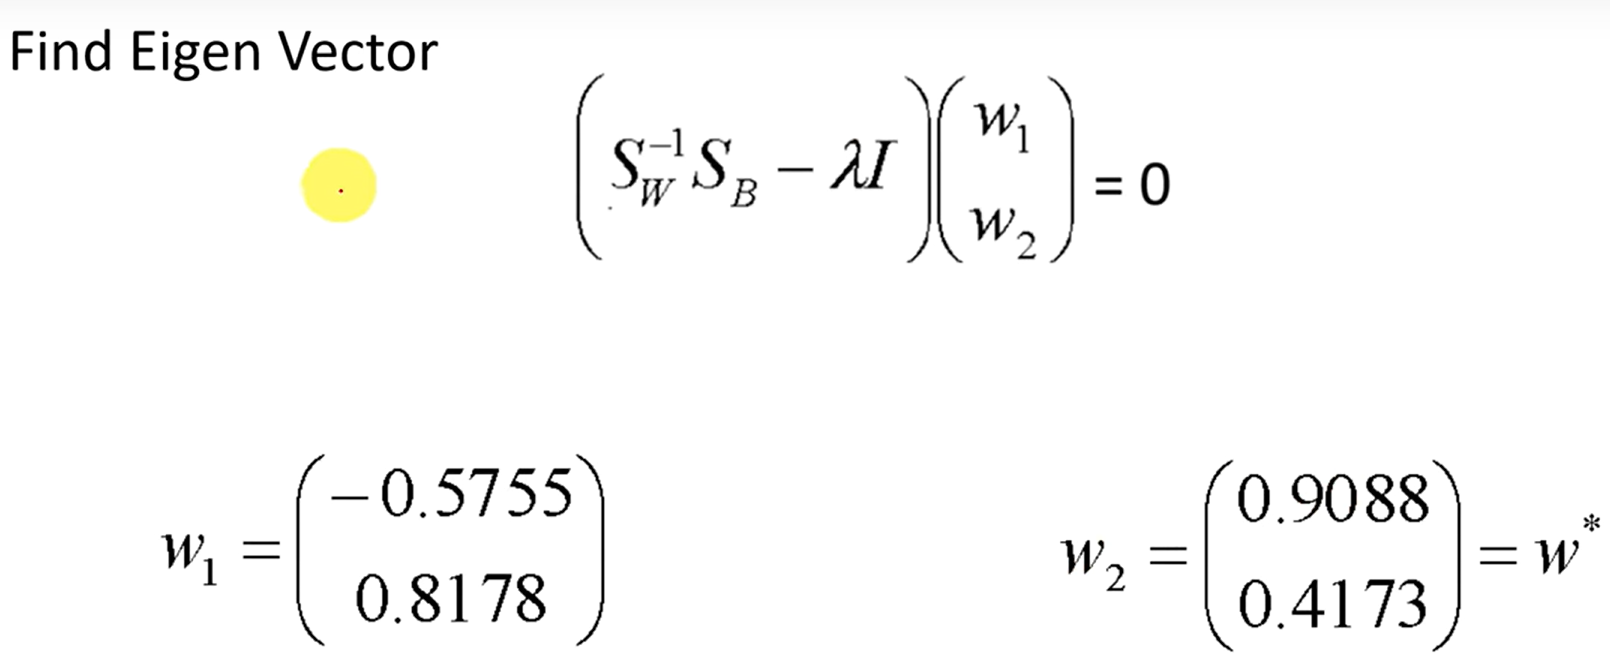 Find Eigen Vector
( S_W^{-1} S_B − λI ) ( w_1 w_2 ) = 0
w_1 = ( −0.5755 0.8178 ) w_2 = ( 0.9088 0.4173 ) = w^*